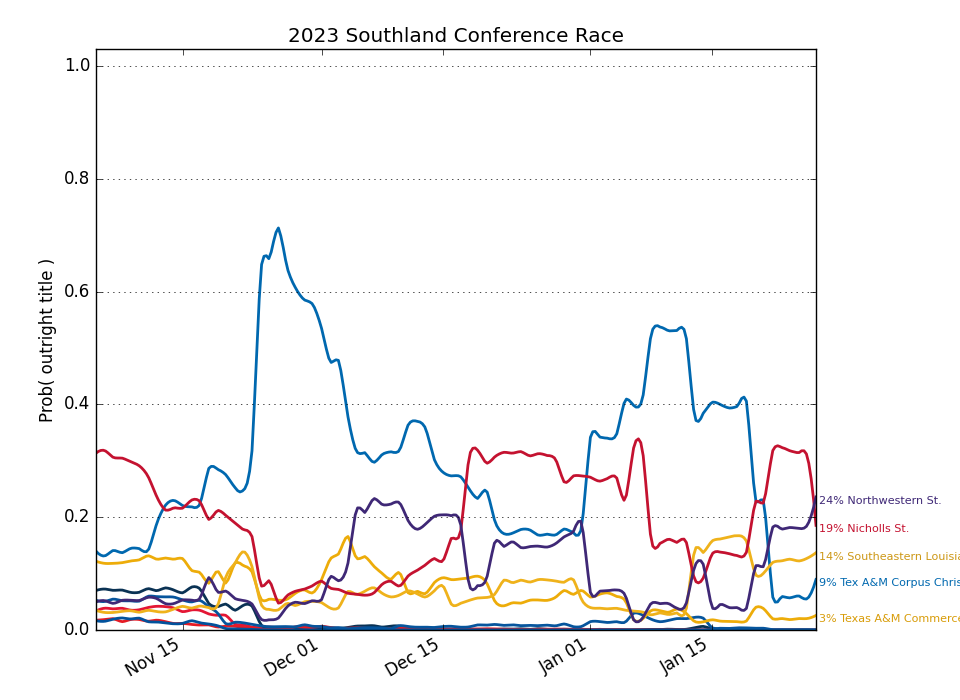 2023 Southland Conference Race
Prob( outright title )
1.0
0.8
0.6
0.4
0.2
0.0
24% Northwestern St.
19% Nicholls St.
14% Southeastern Louisia
9% Tex A&M Corpus Chris
3% Texas A&M Commerce
Nov 15
Dec 01
Dec 15
Jan 01
Jan 15